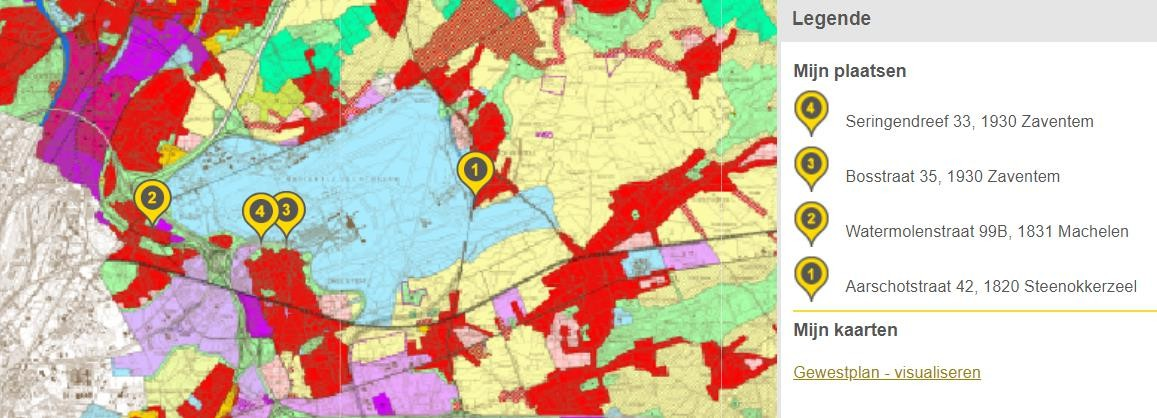 Legende
Mijn plaatsen
4
Seringendreef 33, 1930 Zaventem
3
Bosstraat 35, 1930 Zaventem
2
Watermolenstraat 99B, 1831 Machelen
1
Aarschotstraat 42, 1820 Steenokkerzeel
Mijn kaarten
Gewestplan - visualiseren
1
2
4
3